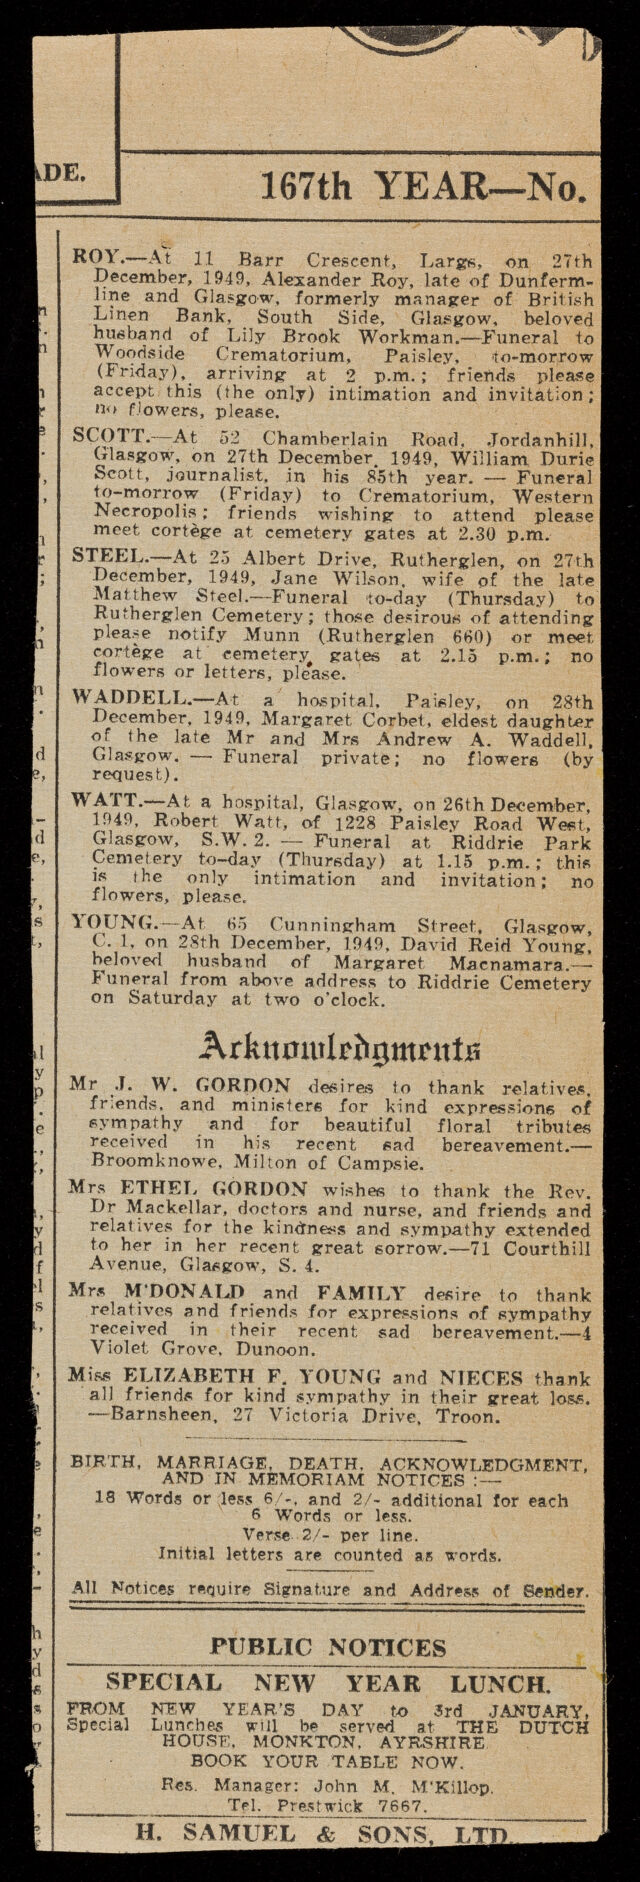 ADE.
167th YEAR—No.
ROY.—At 11 Barr Crescent, Largs, on 27th
December, 1949, Alexander Roy, late of Dunferm-
line and Glasgow, formerly manager of British
Linen Bank, South Side, Glasgow, beloved
husband of Lily Brook Workman.—Funeral to
Woodside Crematorium, Paisley, to-morrow
(Friday), arriving at 2 p.m.; friends please
accept this (the only) intimation and invitation;
no flowers, please.
SCOTT.—At 52 Chamberlain Road, Jordanhill,
Glasgow, on 27th December, 1949, William Durie
Scott, journalist, in his 85th year. — Funeral
to-morrow (Friday) to Crematorium, Western
Necropolis; friends wishing to attend please
meet cortège at cemetery gates at 2.30 p.m.
STEEL.—At 25 Albert Drive, Rutherglen, on 27th
December, 1949, Jane Wilson, wife of the late
Matthew Steel.—Funeral to-day (Thursday) to
Rutherglen Cemetery; those desirous of attending
please notify Munn (Rutherglen 660) or meet
cortège at cemetery gates at 2.15 p.m.; no
flowers or letters, please.
WADDELL.—At a hospital, Paisley, on 28th
December, 1949, Margaret Corbet, eldest daughter
of the late Mr and Mrs Andrew A. Waddell,
Glasgow. — Funeral private; no flowers (by
request).
WATT.—At a hospital, Glasgow, on 26th December,
1949, Robert Watt, of 1228 Paisley Road West,
Glasgow, S.W. 2. — Funeral at Riddrie Park
Cemetery to-day (Thursday) at 1.15 p.m.; this
is the only intimation and invitation; no
flowers, please.
YOUNG.—At 65 Cunningham Street, Glasgow,
C. 1, on 28th December, 1949, David Reid Young,
beloved husband of Margaret Macnamara.—
Funeral from above address to Riddrie Cemetery
on Saturday at two o'clock.
Acknowledgments
Mr J. W. GORDON desires to thank relatives,
friends, and ministers for kind expressions of
sympathy and for beautiful floral tributes
received in his recent sad bereavement.—
Broomknowe, Milton of Campsie.
Mrs ETHEL GORDON wishes to thank the Rev.
Dr Mackellar, doctors and nurse, and friends and
relatives for the kindness and sympathy extended
to her in her recent great sorrow.—71 Courthill
Avenue, Glasgow, S. 4.
Mrs M'DONALD and FAMILY desire to thank
relatives and friends for expressions of sympathy
received in their recent sad bereavement.—4
Violet Grove, Dunoon.
Miss ELIZABETH F. YOUNG and NIECES thank
all friends for kind sympathy in their great loss.
—Barnsheen, 27 Victoria Drive, Troon.
BIRTH, MARRIAGE, DEATH, ACKNOWLEDGMENT,
AND IN MEMORIAM NOTICES :—
18 Words or less 6/-, and 2/- additional for each
6 Words or less.
Verse 2/- per line.
Initial letters are counted as words.
All Notices require Signature and Address of Sender.
PUBLIC NOTICES
SPECIAL NEW YEAR LUNCH.
FROM NEW YEAR'S DAY to 3rd JANUARY,
Special Lunches will be served at THE DUTCH
HOUSE, MONKTON, AYRSHIRE.
BOOK YOUR TABLE NOW.
Res. Manager: John M. M'Killop.
Tel. Prestwick 7667.
H. SAMUEL & SONS, LTD.